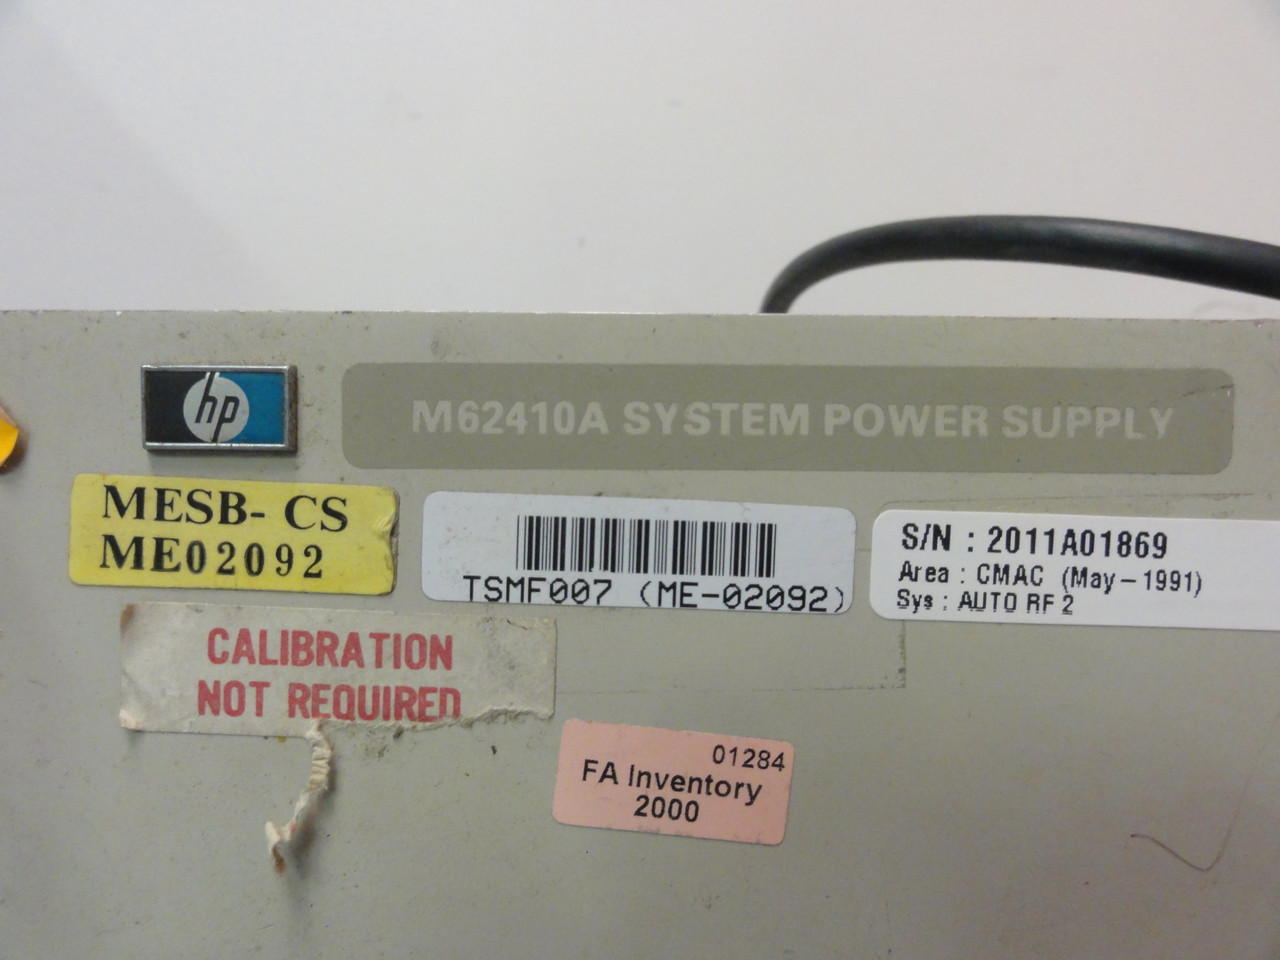 hp
M62410A SYSTEM POWER SUPPLY
MESB- CS
ME02092
TSMF007 (ME-02092)
S/N : 2011A01869
Area : CMAC (May-1991)
Sys : AUTO RF 2
CALIBRATION
NOT REQUIRED
01284
FA Inventory
2000